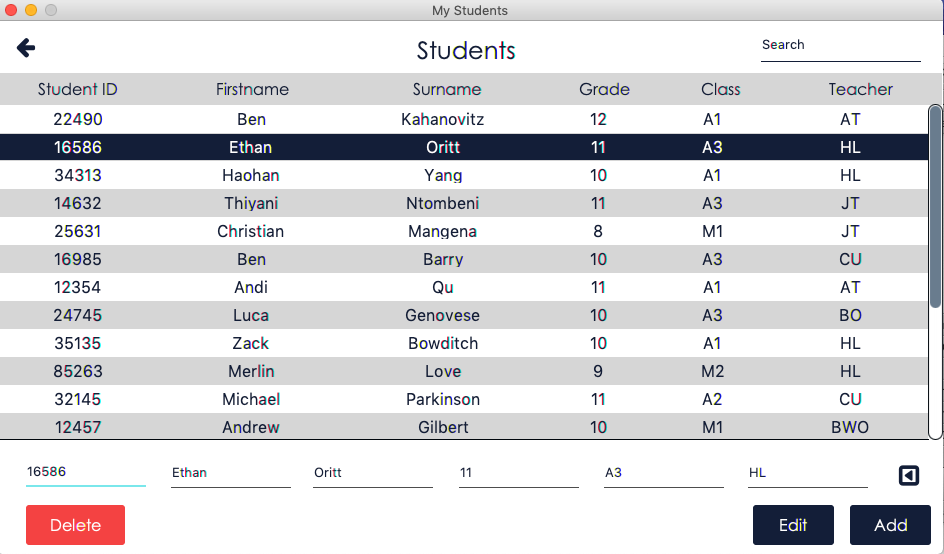 My Students
Students
Search
Student ID Firstname Surname Grade Class Teacher
22490 Ben Kahanovitz 12 A1 AT
16586 Ethan Oritt 11 A3 HL
34313 Haohan Yang 10 A1 HL
14632 Thiyani Ntombeni 11 A3 JT
25631 Christian Mangena 8 M1 JT
16985 Ben Barry 10 A3 CU
12354 Andi Qu 11 A1 AT
24745 Luca Genovese 10 A3 BO
35135 Zack Bowditch 10 A1 HL
85263 Merlin Love 9 M2 HL
32145 Michael Parkinson 11 A2 CU
12457 Andrew Gilbert 10 M1 BWO
16586 Ethan Oritt 11 A3 HL
Delete Edit Add